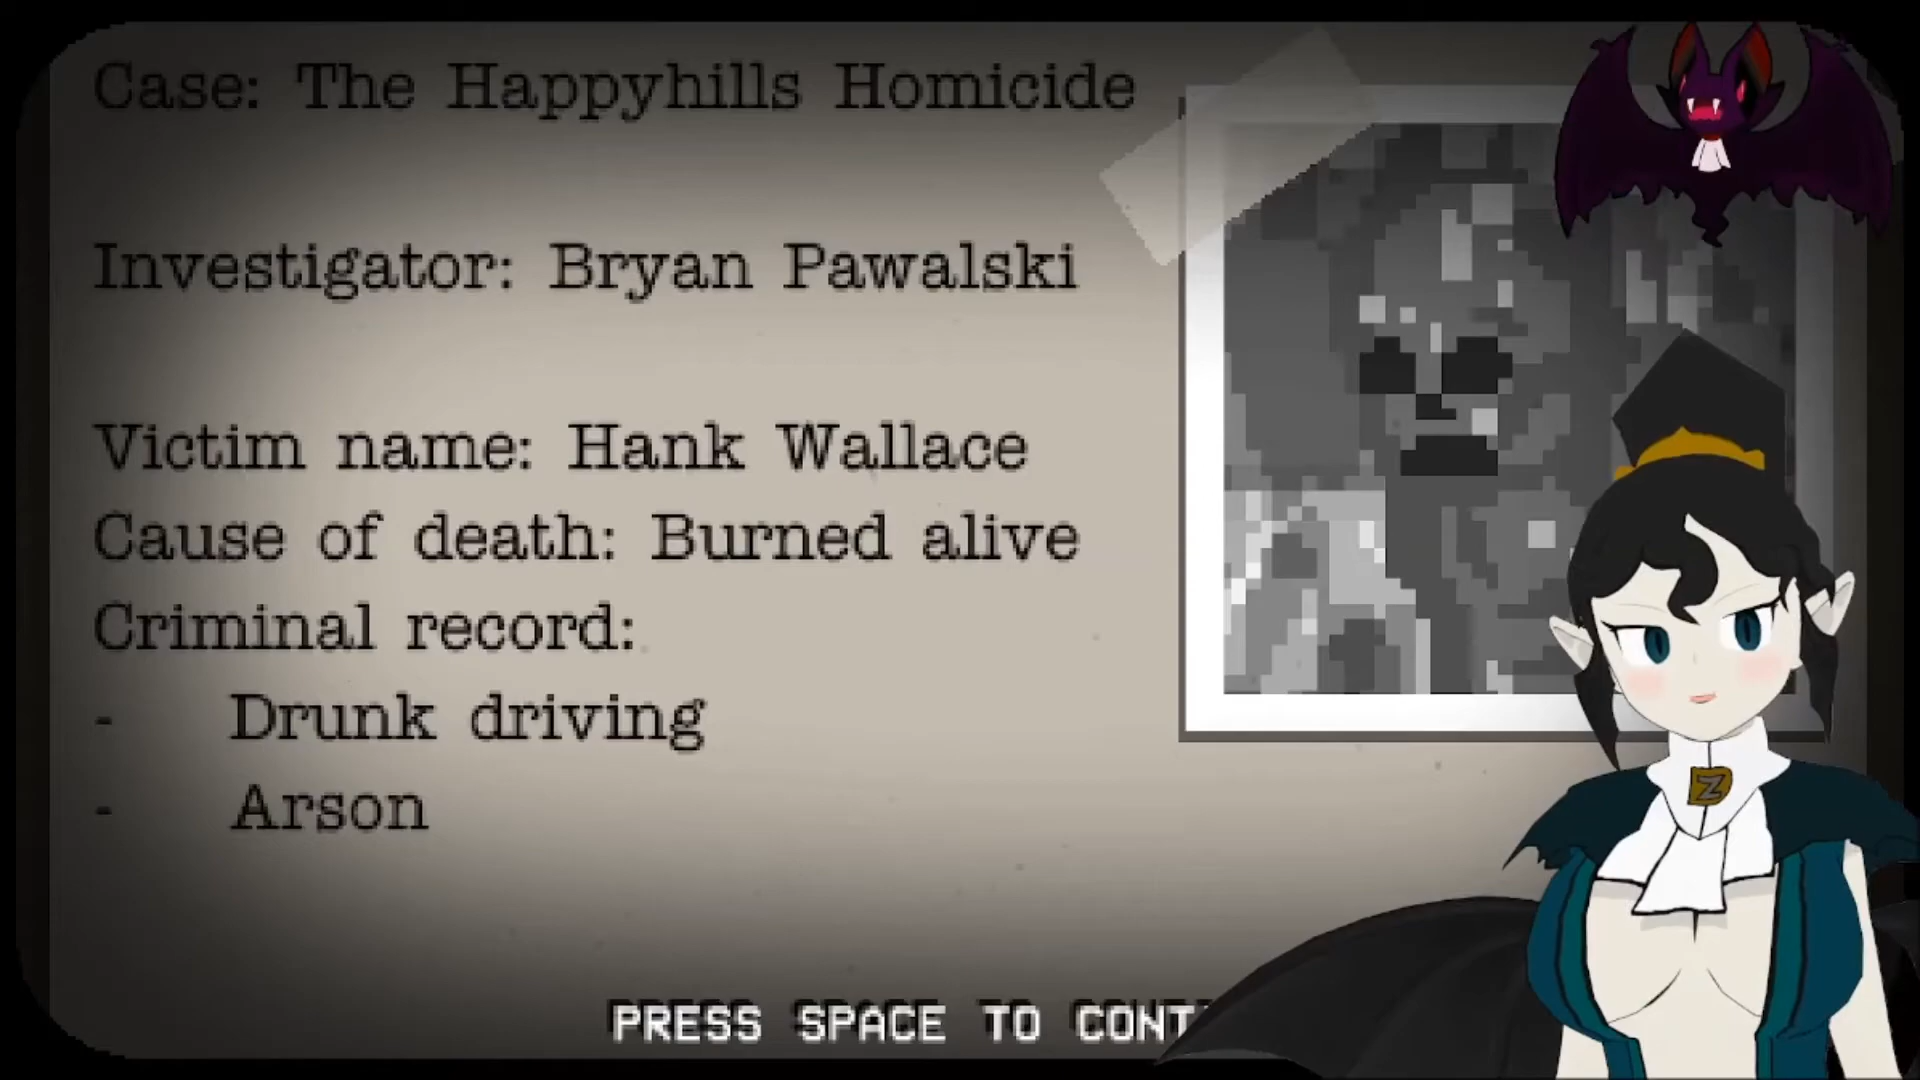 Case: The Happyhills Homicide
Investigator: Bryan Pawalski
Victim name: Hank Wallace
Cause of death: Burned alive
Criminal record:
- Drunk driving
- Arson
PRESS SPACE TO CONT
Z